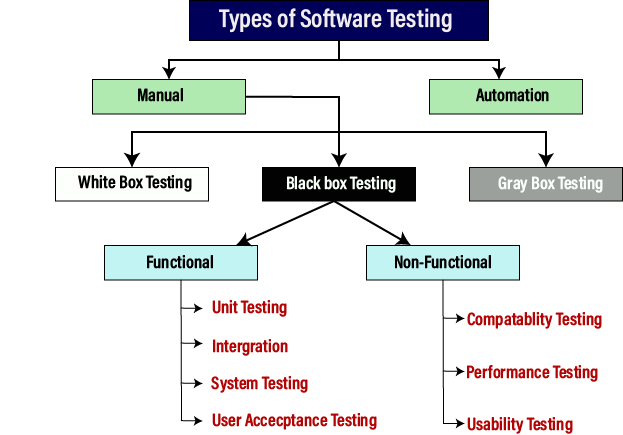 Types of Software Testing
Manual
Automation
White Box Testing
Black box Testing
Gray Box Testing
Functional
Non-Functional
Unit Testing
Intergration
System Testing
User Accecptance Testing
Compatablity Testing
Performance Testing
Usability Testing